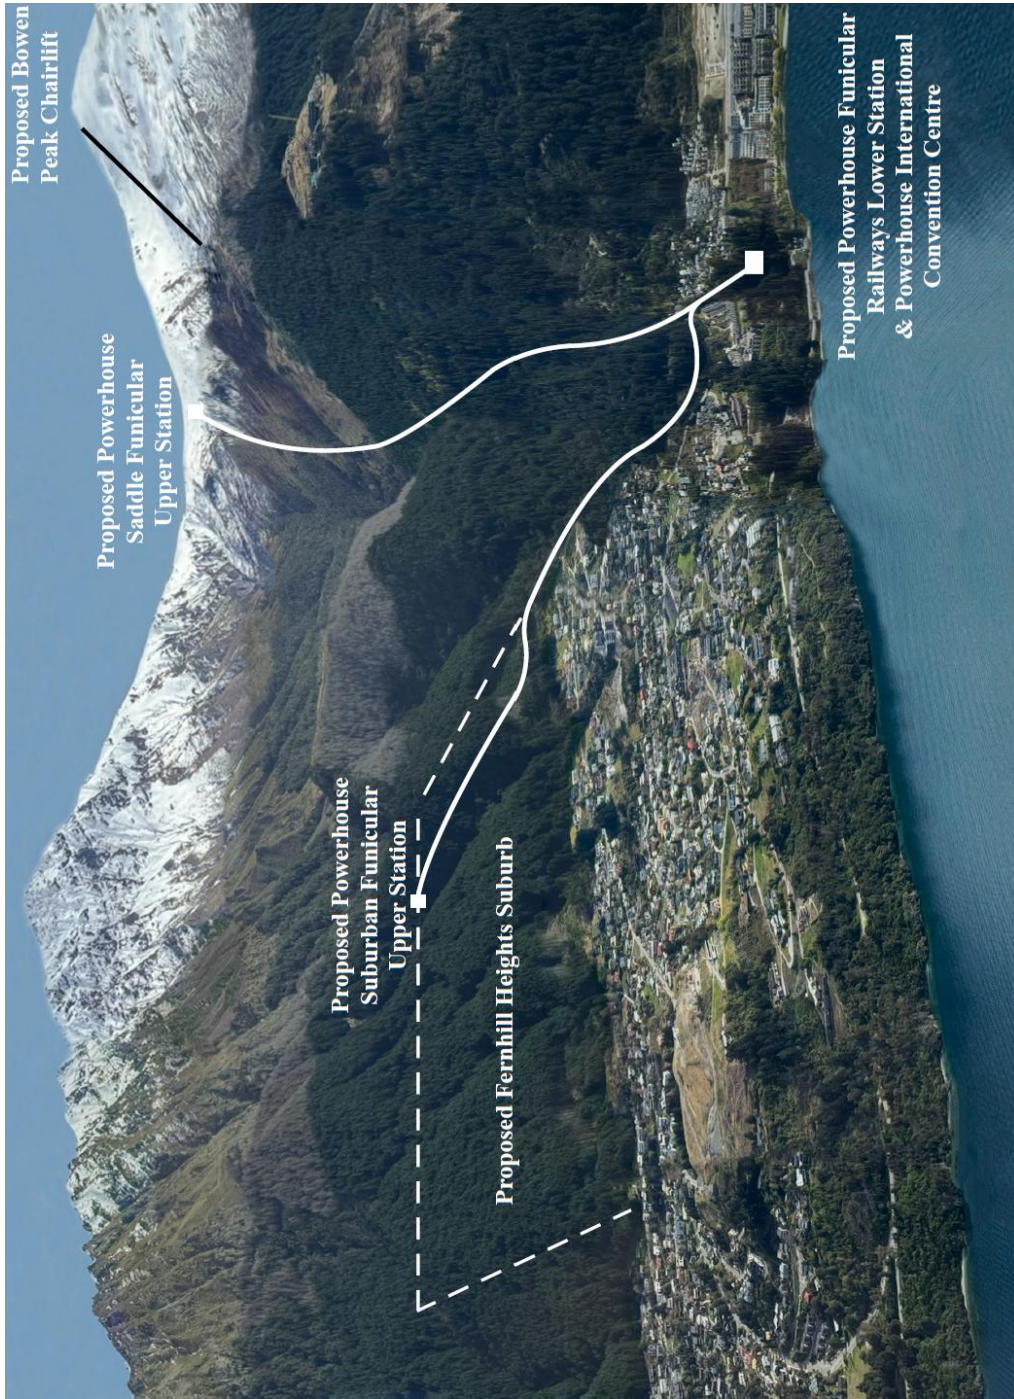 Proposed Bowen
Peak Chairlift
Proposed Powerhouse
Saddle Funicular
Upper Station
Proposed Powerhouse
Suburban Funicular
Upper Station
Proposed Fernhill Heights Suburb
Proposed Powerhouse Funicular
Railways Lower Station
& Powerhouse International
Convention Centre